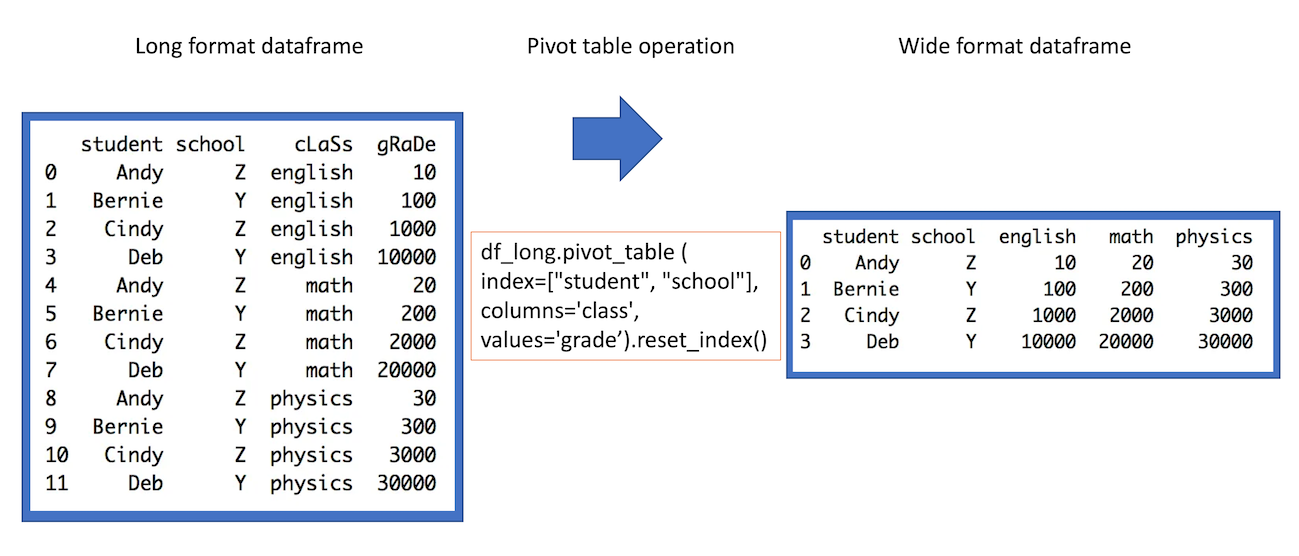 Long format dataframe
Pivot table operation
Wide format dataframe
student school cLaSs gRaDe
0 Andy Z english 10
1 Bernie Y english 100
2 Cindy Z english 1000
3 Deb Y english 10000
4 Andy Z math 20
5 Bernie Y math 200
6 Cindy Z math 2000
7 Deb Y math 20000
8 Andy Z physics 30
9 Bernie Y physics 300
10 Cindy Z physics 3000
11 Deb Y physics 30000
df_long.pivot_table (
index=["student", "school"],
columns='class',
values='grade’).reset_index()
student school english math physics
0 Andy Z 10 20 30
1 Bernie Y 100 200 300
2 Cindy Z 1000 2000 3000
3 Deb Y 10000 20000 30000